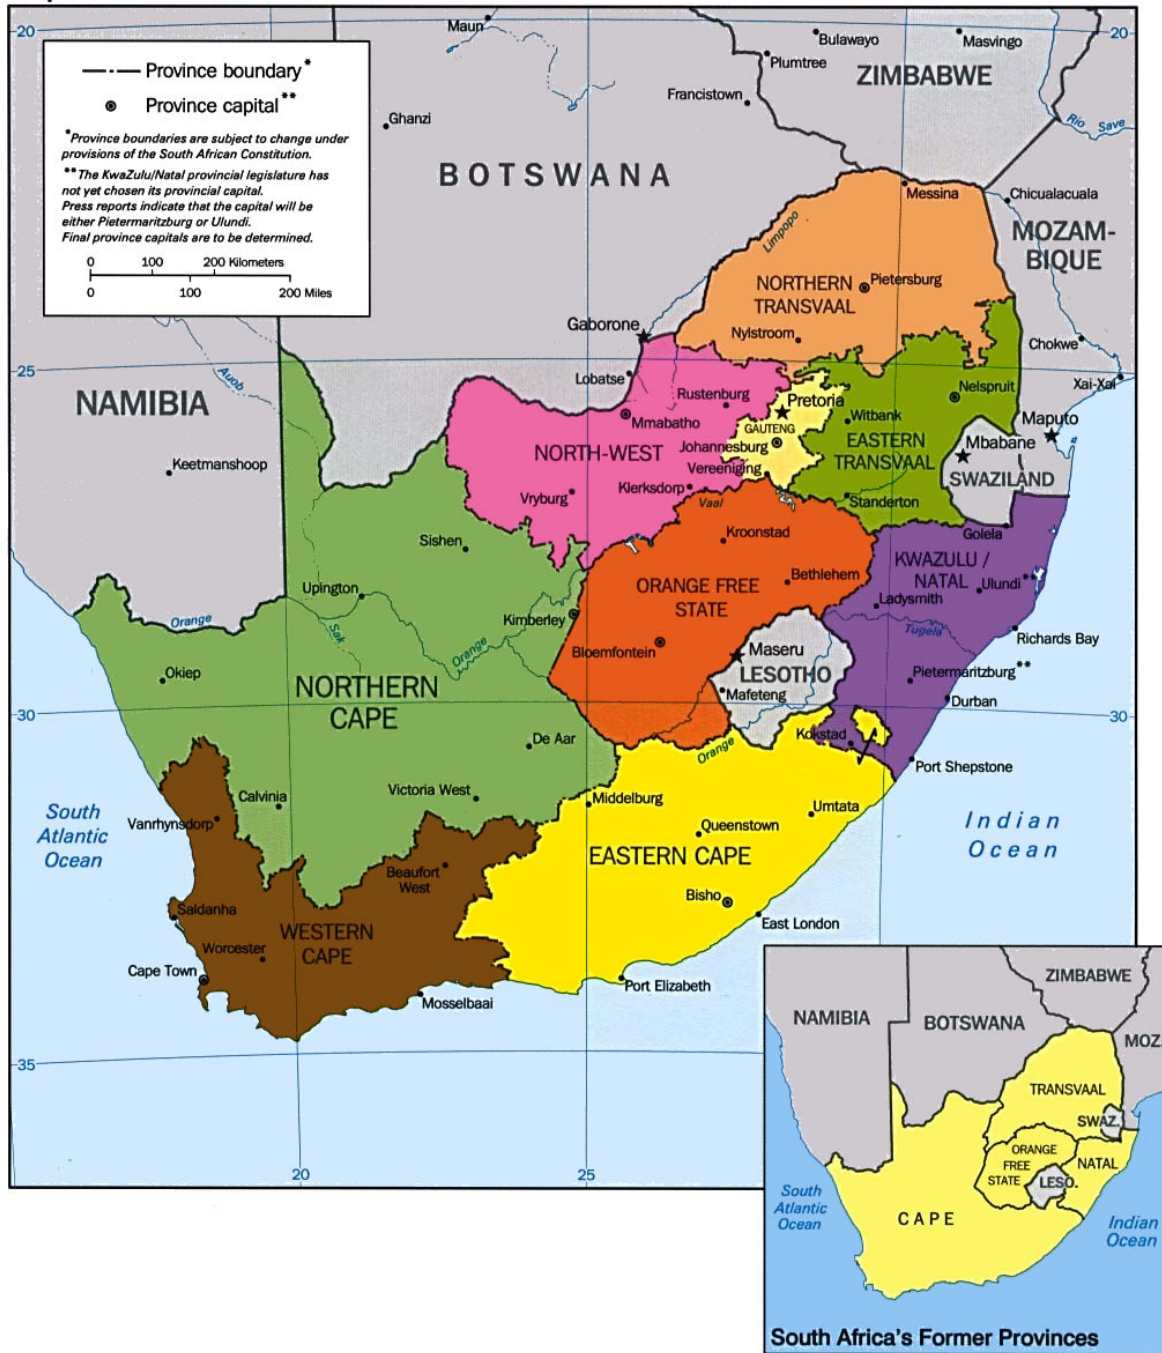 20
20
Maun
Bulawayo
Masvingo
Plumtree
ZIMBABWE
Francistown
Rio Save
Ghanzi
Province boundary*
Province capital**
*Province boundaries are subject to change under
provisions of the South African Constitution.
**The KwaZulu/Natal provincial legislature has
not yet chosen its provincial capital.
Press reports indicate that the capital will be
either Pietermaritzburg or Ulundi.
Final province capitals are to be determined.
0 100 200 Kilometers
0 100 200 Miles
BOTSWANA
Messina
Chicualacuala
MOZAM-
BIQUE
Limpopo
NORTHERN
TRANSVAAL
Pietersburg
Gaborone
Nylstroom
Chokwe
25
Lobatse
Auob
Xai-Xai
NAMIBIA
Rustenburg
Pretoria
Nelspruit
Mmabatho
GAUTENG
Witbank
Maputo
Johannesburg
EASTERN
TRANSVAAL
Mbabane
Keetmanshoop
NORTH-WEST
Vereeniging
SWAZILAND
Vryburg
Klerksdorp
Vaal
Standerton
Sishen
Kroonstad
Golela
KWAZULU /
NATAL
Upington
ORANGE FREE
STATE
Bethlehem
Ulundi
Ladysmith
Orange
Sak
Orange
Kimberley
Tugela
Richards Bay
Bloemfontein
Maseru
LESOTHO
Okiep
Pietermaritzburg**
NORTHERN
CAPE
Mafeteng
Durban
30
30
De Aar
Orange
Kokstad
Port Shepstone
South
Atlantic
Ocean
Calvinia
Victoria West
Middelburg
Umtata
Indian
Ocean
Vanrhynsdorp
Queenstown
EASTERN CAPE
Beaufort
West
Bisho
Saldanha
East London
WESTERN
CAPE
Worcester
Cape Town
Port Elizabeth
Mosselbaai
35
20
25
ZIMBABWE
NAMIBIA
BOTSWANA
MOZ.
TRANSVAAL
SWAZ.
ORANGE
FREE
STATE
NATAL
LESO.
South
Atlantic
Ocean
CAPE
Indian
Ocean
South Africa's Former Provinces